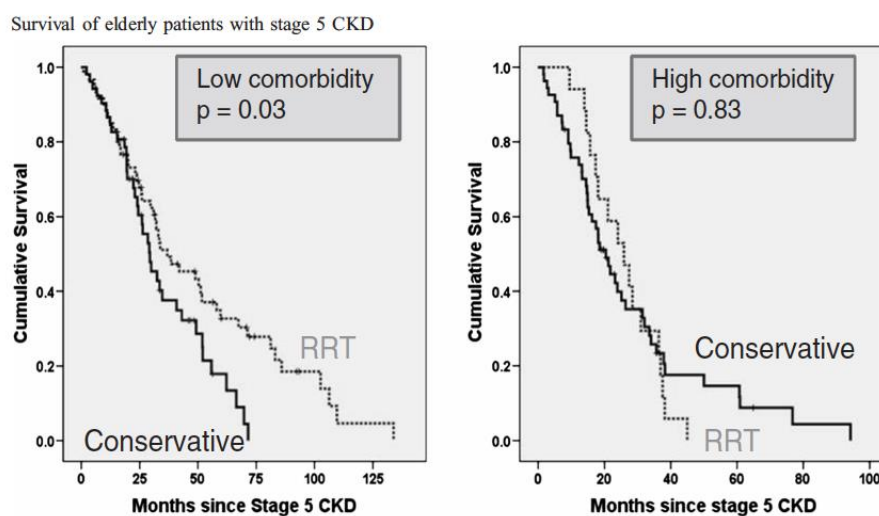 Survival of elderly patients with stage 5 CKD
Low comorbidity
p = 0.03
1.0
0.8
0.6
0.4
0.2
0.0
Cumulative Survival
RRT
Conservative
0
25
50
75
100
125
Months since Stage 5 CKD
High comorbidity
p = 0.83
1.0
0.8
0.6
0.4
0.2
0.0
Cumulative Survival
Conservative
RRT
0
20
40
60
80
100
Months since stage 5 CKD